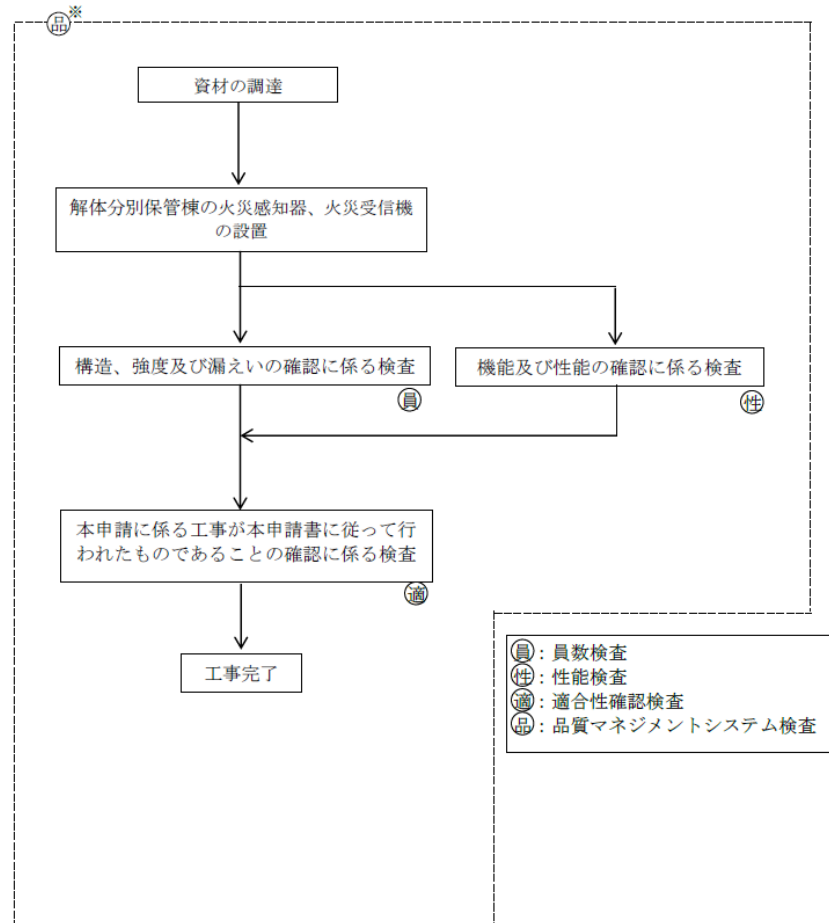 品※
資材の調達
解体分別保管棟の火災感知器、火災受信機
の設置
構造、強度及び漏えいの確認に係る検査
員
機能及び性能の確認に係る検査
性
本申請に係る工事が本申請書に従って行
われたものであることの確認に係る検査
適
工事完了
員：員数検査
性：性能検査
適：適合性確認検査
品：品質マネジメントシステム検査